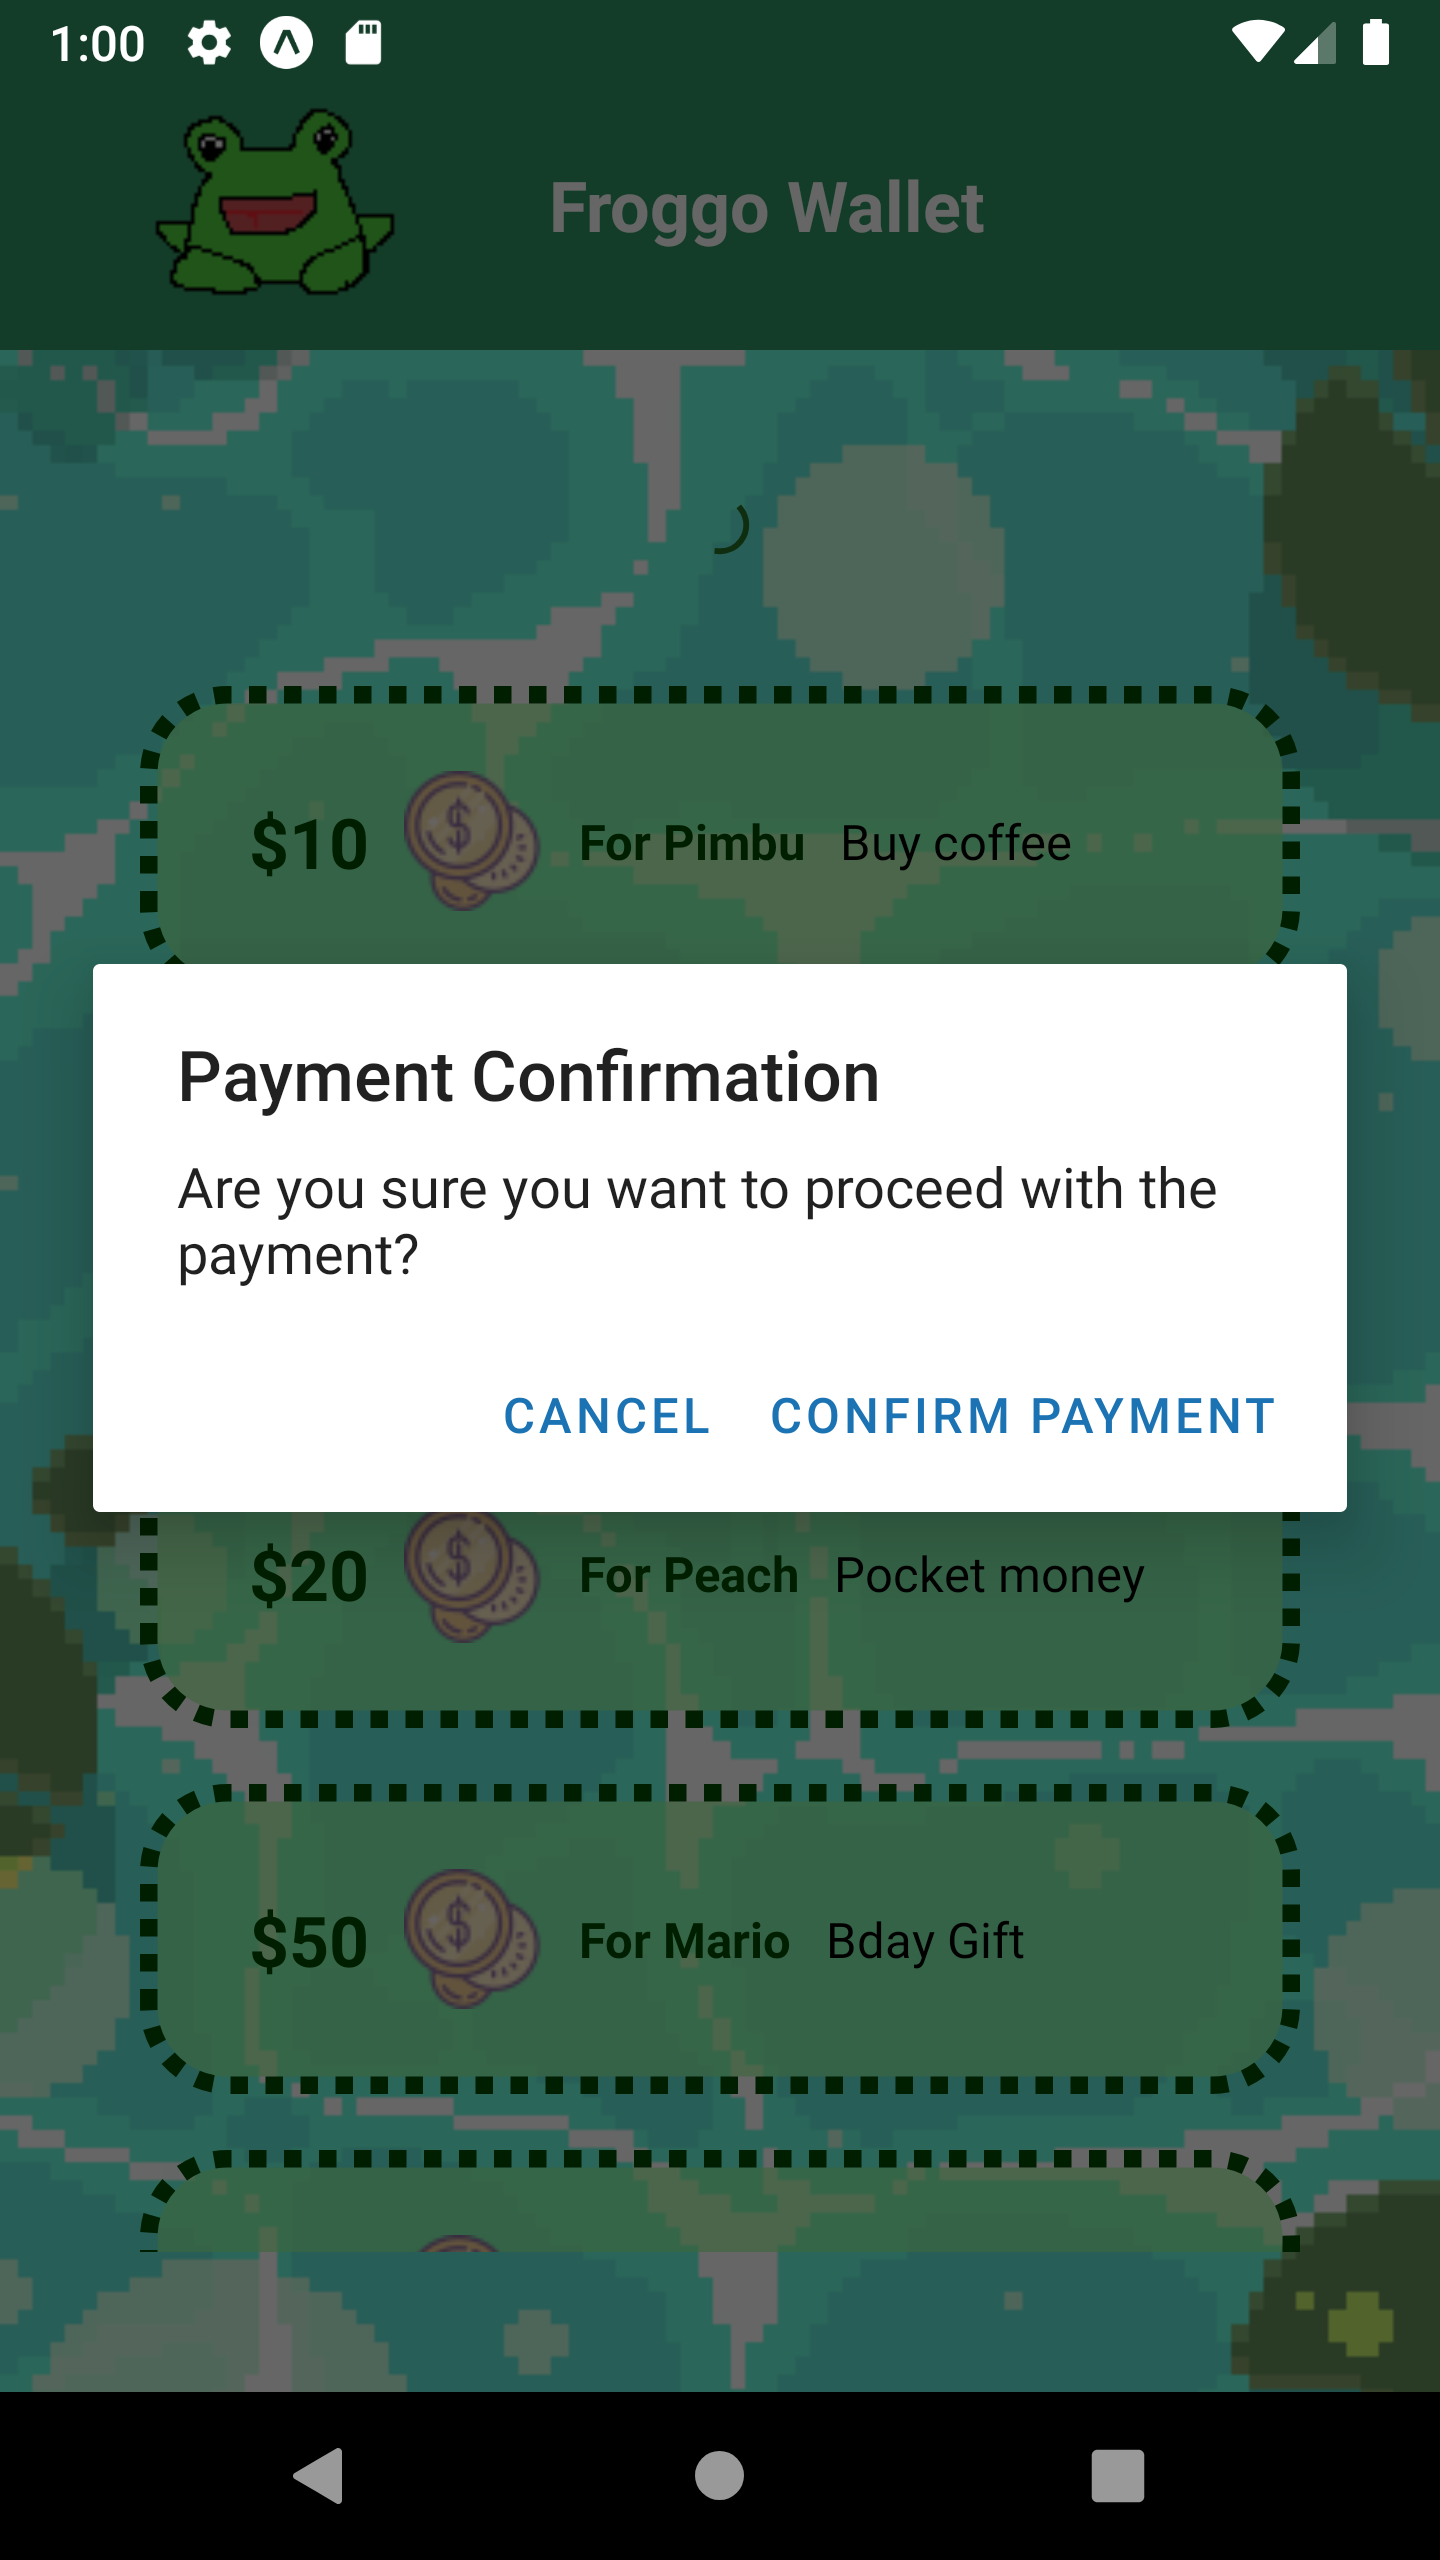 1:00
Froggo Wallet
$10 For Pimbu Buy coffee
Payment Confirmation
Are you sure you want to proceed with the
payment?
CANCEL CONFIRM PAYMENT
$20 For Peach Pocket money
$50 For Mario Bday Gift